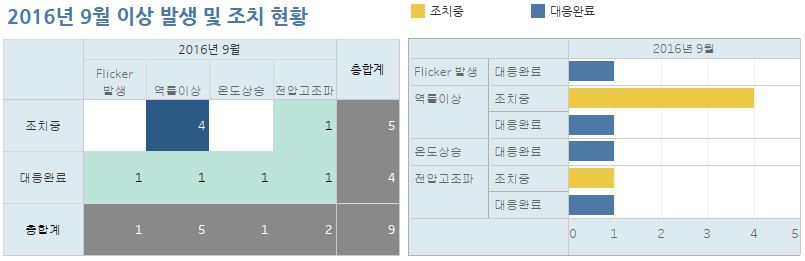 2016년 9월 이상 발생 및 조치 현황
조치중
대응완료
2016년 9월
Flicker 발생
역률이상
온도상승
전압고조파
총합계
조치중
4
1
5
대응완료
1
1
1
1
4
총합계
1
5
1
2
9
2016년 9월
Flicker 발생
대응완료
역률이상
조치중
대응완료
온도상승
대응완료
전압고조파
조치중
대응완료
0
1
2
3
4
5